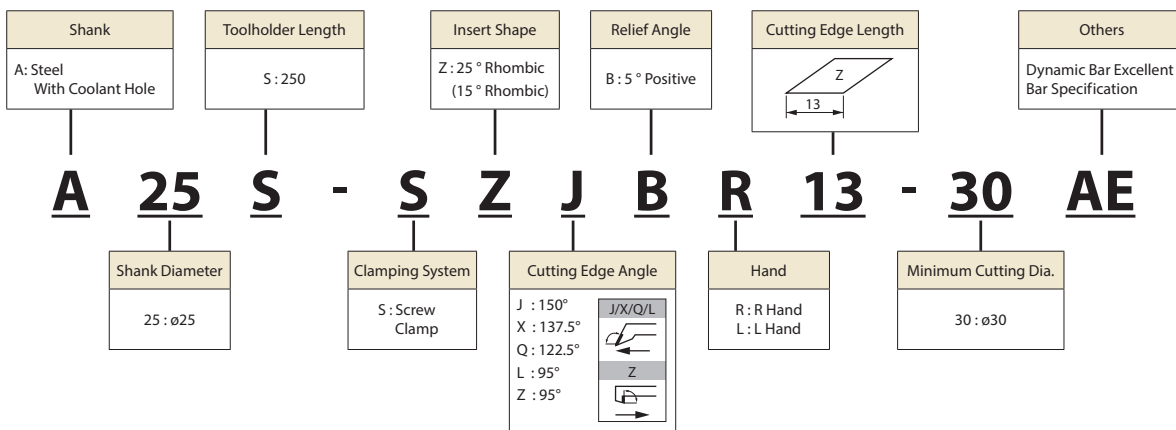 Shank
A: Steel
With Coolant Hole
Toolholder Length
S : 250
Insert Shape
Z : 25 ° Rhombic
(15 ° Rhombic)
Relief Angle
B : 5 ° Positive
Cutting Edge Length
Z
13
Others
Dynamic Bar Excellent
Bar Specification
A 25 S - S Z J B R 13 - 30 AE
Shank Diameter
25 : ø25
Clamping System
S : Screw
Clamp
Cutting Edge Angle
J : 150°
X : 137.5°
Q : 122.5°
L : 95°
Z : 95°
J/X/Q/L
Z
Hand
R : R Hand
L : L Hand
Minimum Cutting Dia.
30 : ø30